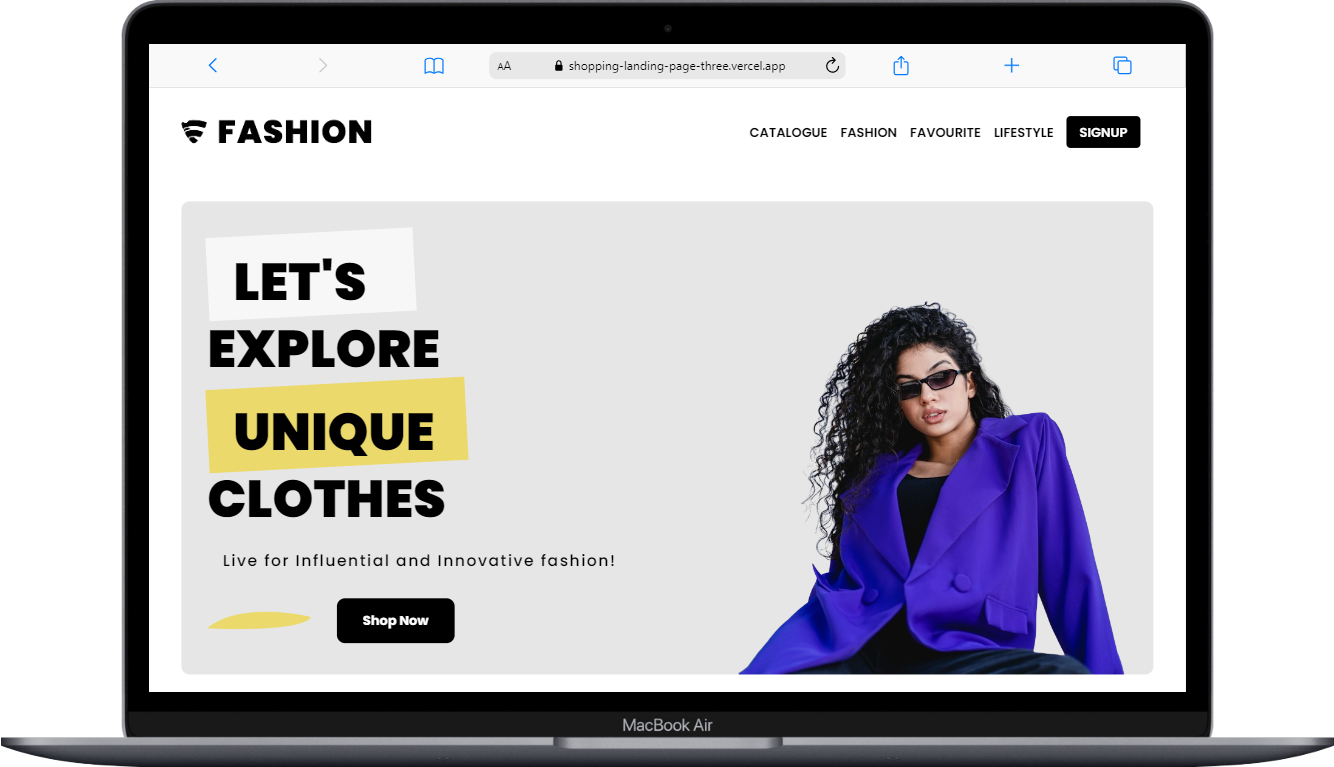 AA shopping-landing-page-three.vercel.app
FASHION
CATALOGUE FASHION FAVOURITE LIFESTYLE SIGNUP
LET'S
EXPLORE
UNIQUE
CLOTHES
Live for Influential and Innovative fashion!
Shop Now
MacBook Air